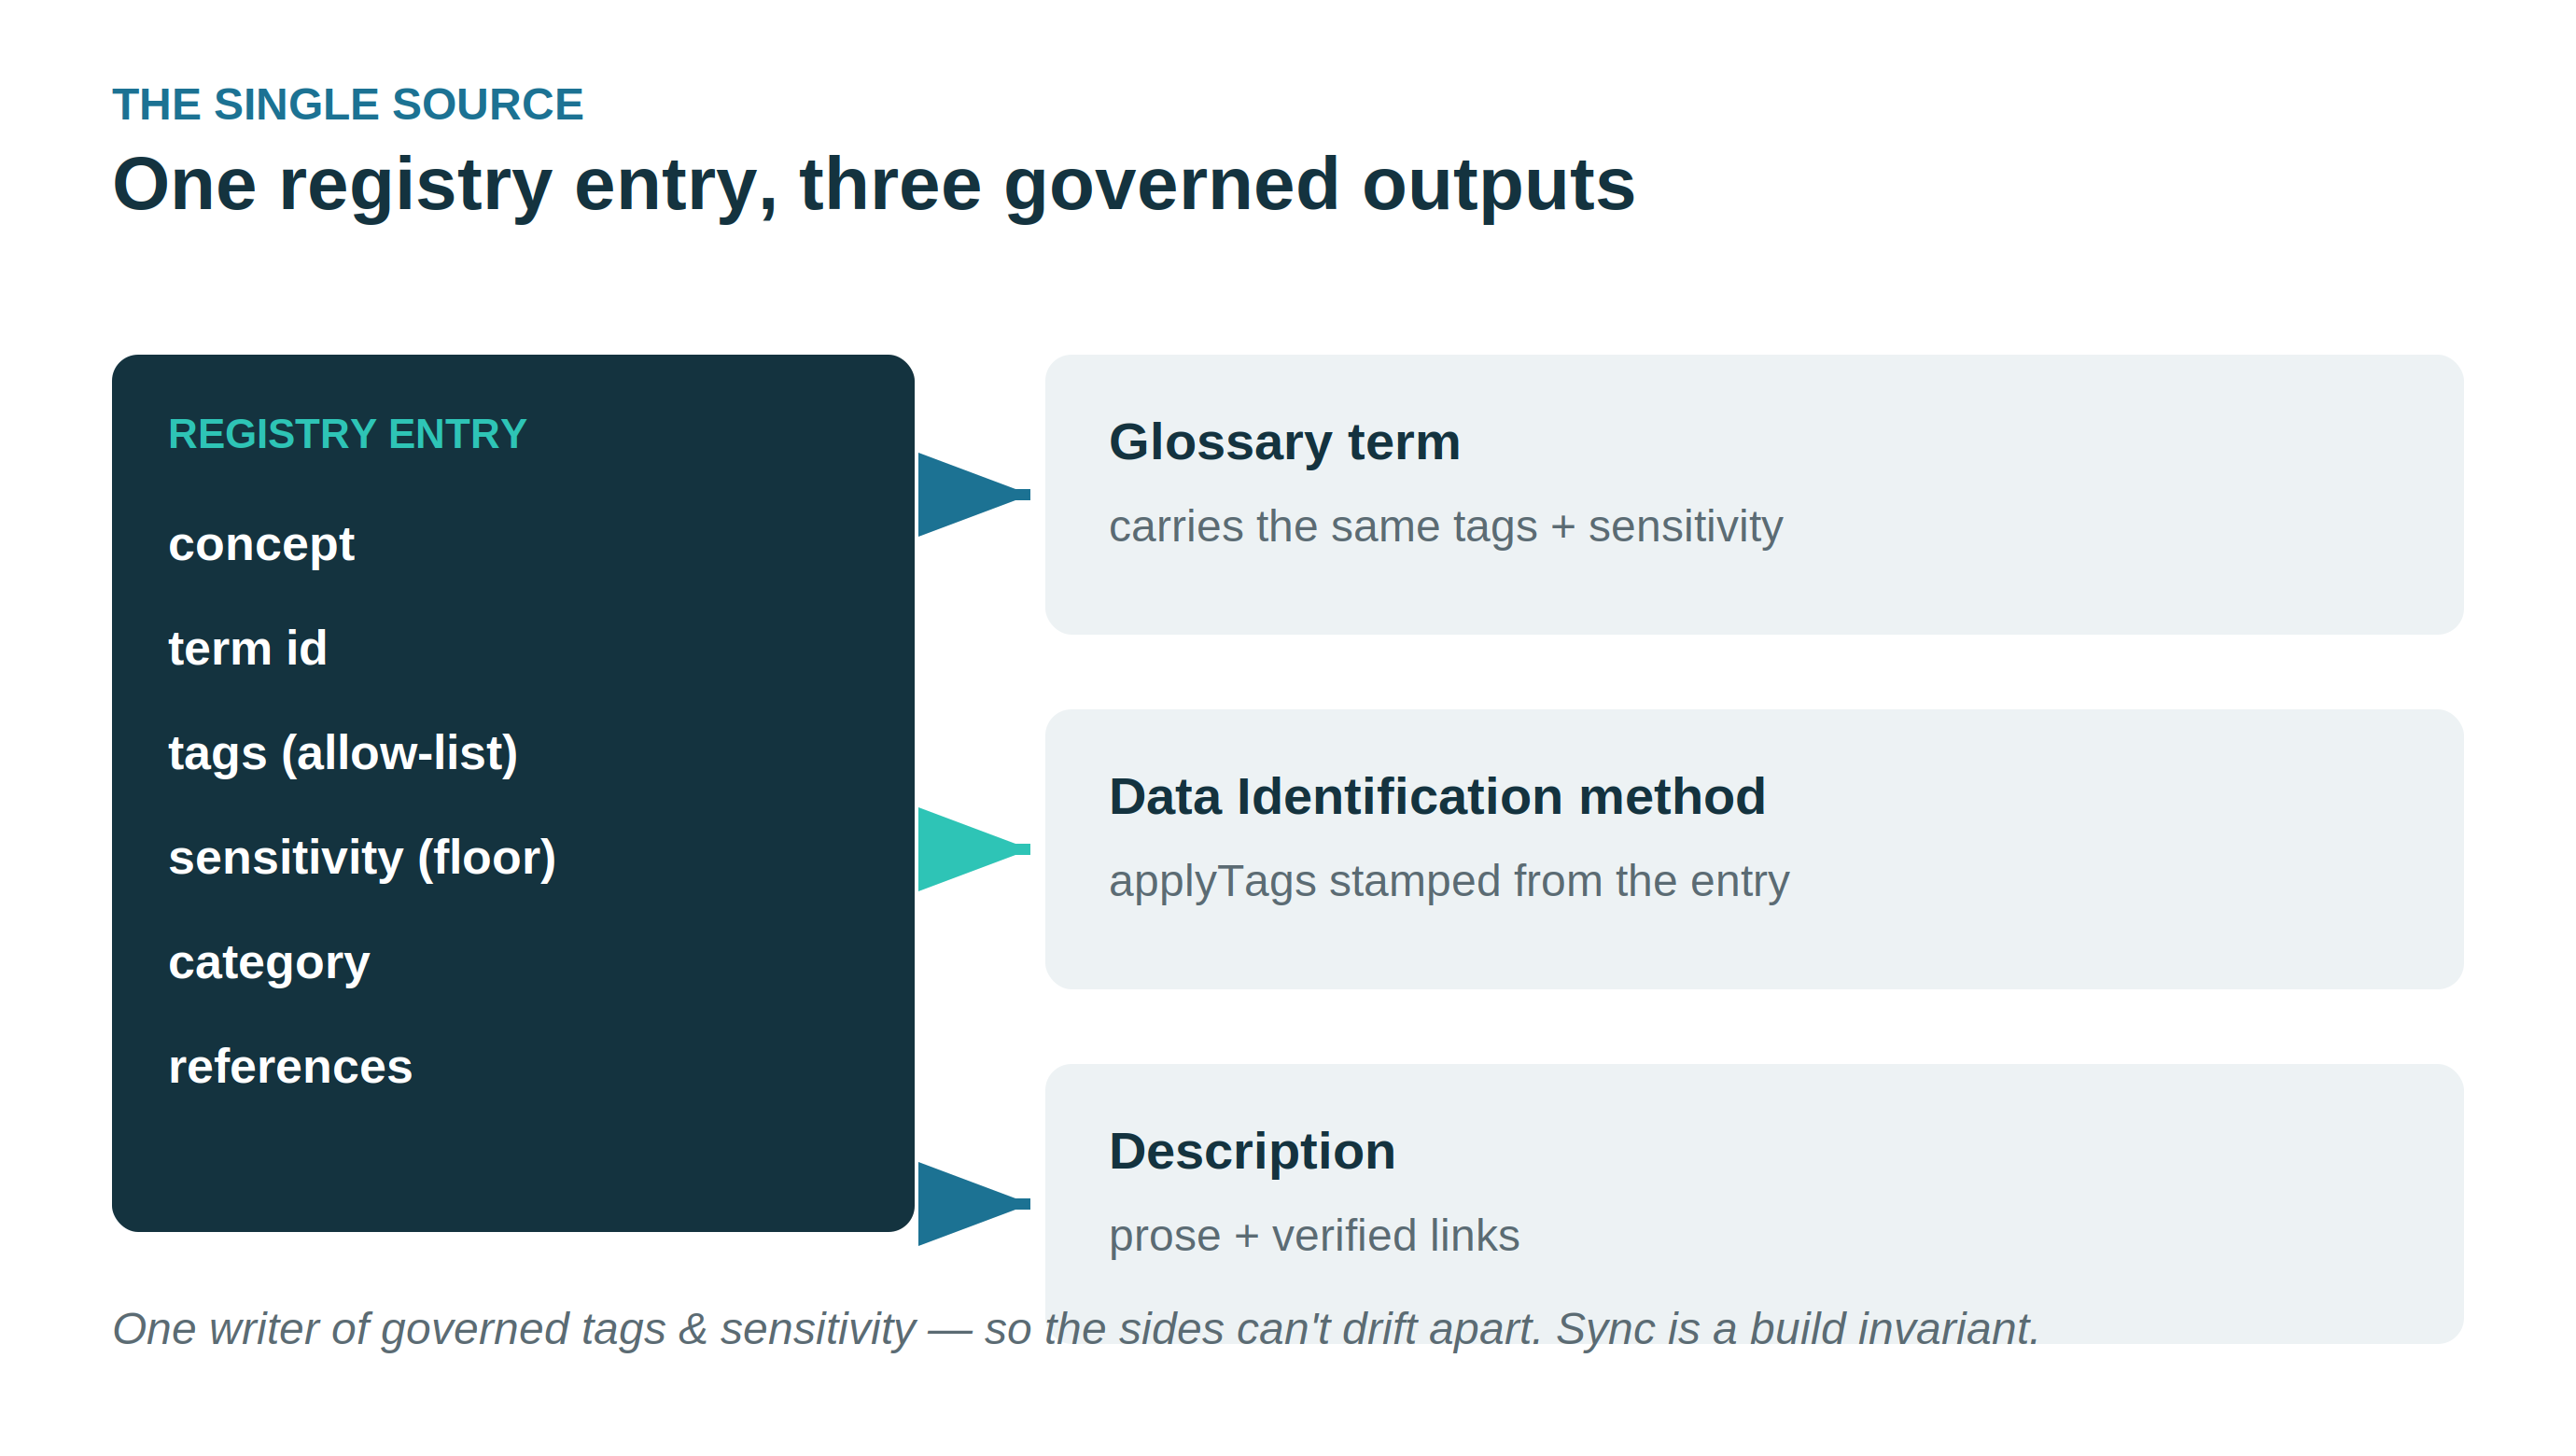 THE SINGLE SOURCE
One registry entry, three governed outputs
REGISTRY ENTRY
concept
term id
tags (allow-list)
sensitivity (floor)
category
references
Glossary term
carries the same tags + sensitivity
Data Identification method
applyTags stamped from the entry
Description
prose + verified links
One writer of governed tags & sensitivity — so the sides can't drift apart. Sync is a build invariant.